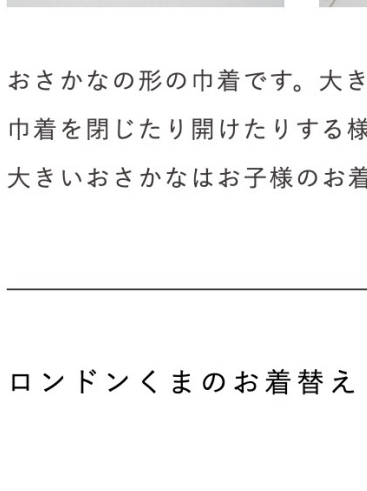 おさかなの形の巾着です。大き
巾着を閉じたり開けたりする様
大きいおさかなはお子様のお着
ロンドンくまのお着替え